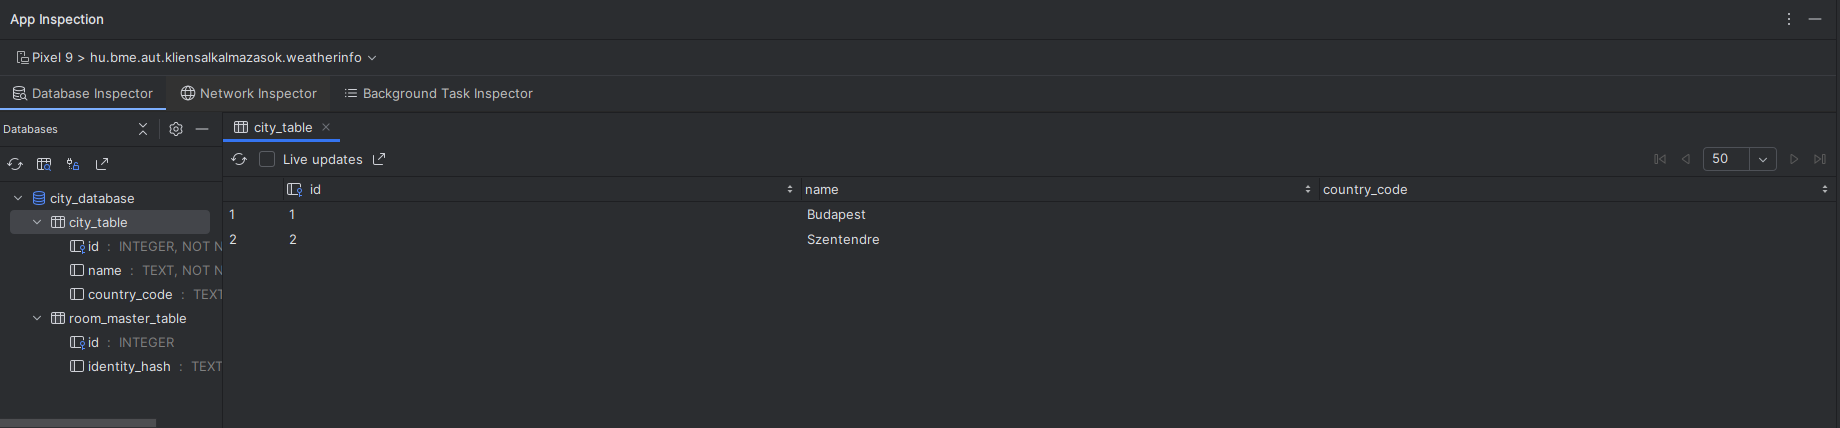 App Inspection
Pixel 9 > hu.bme.aut.kliensalkalmazasok.weatherinfo
Database Inspector Network Inspector Background Task Inspector
Databases
city_table
Live updates
50
city_database
city_table
id : INTEGER, NOT N
name : TEXT, NOT N
country_code : TEXT
room_master_table
id : INTEGER
identity_hash : TEXT
id name country_code
1 1 Budapest
2 2 Szentendre